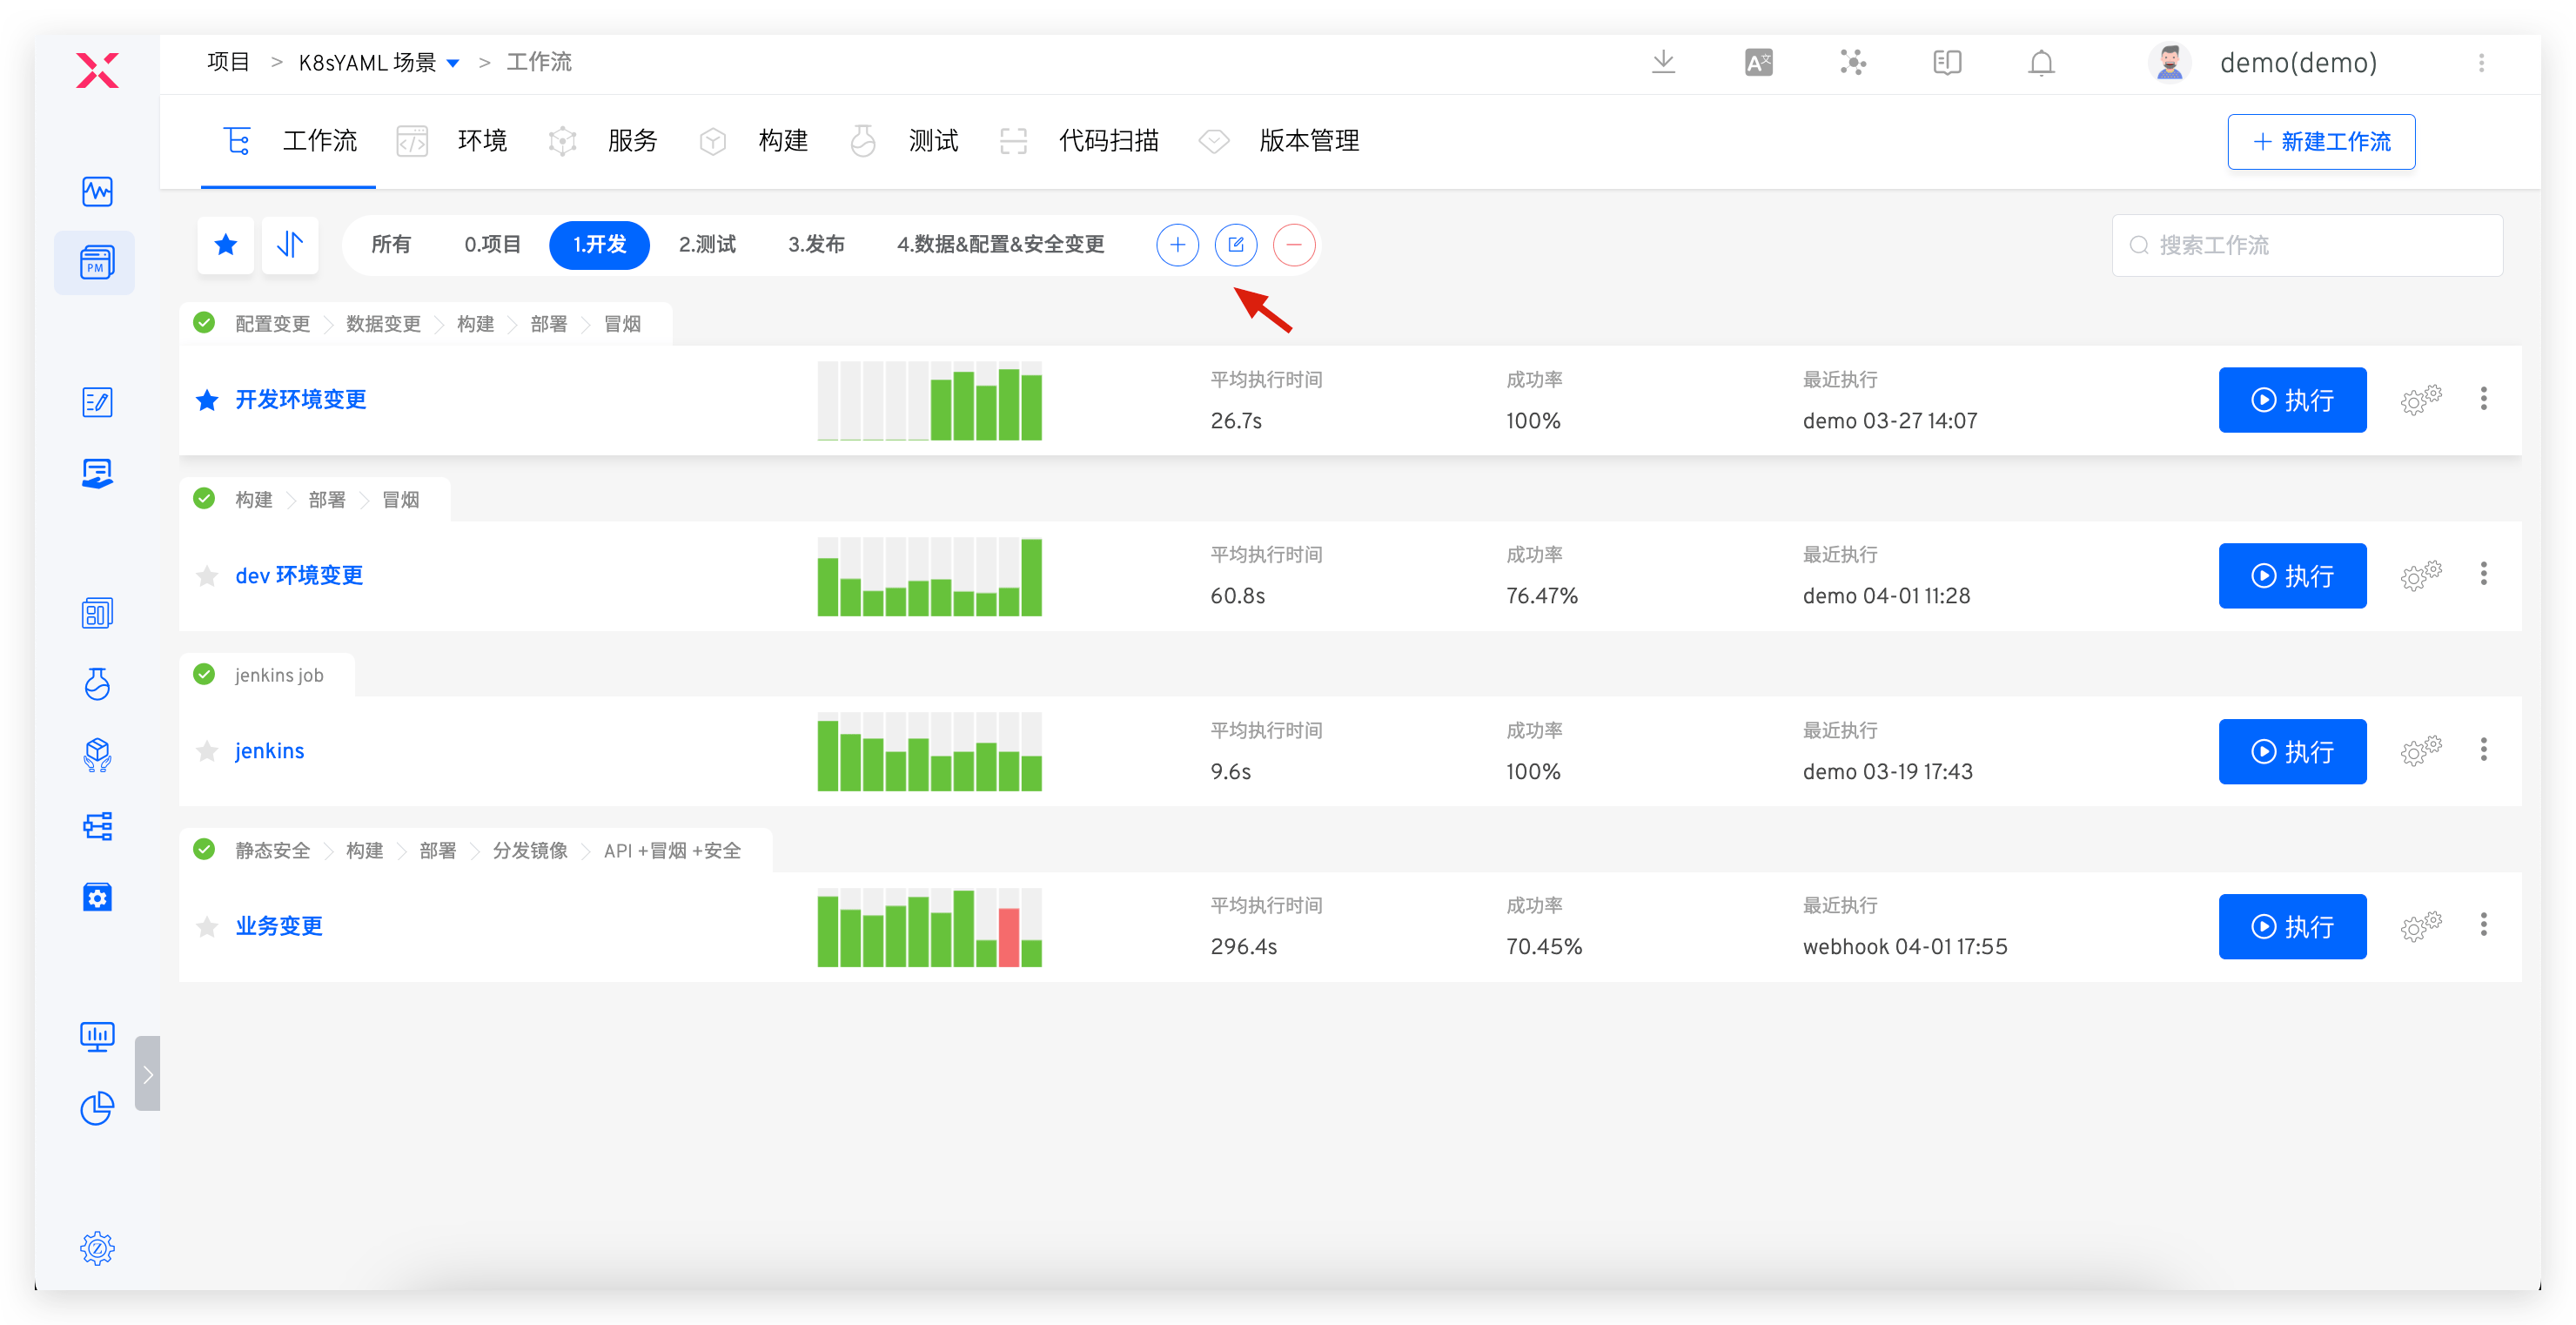 项目 > K8sYAML 场景 > 工作流
demo(demo)
工作流 环境 服务 构建 测试 代码扫描 版本管理
+ 新建工作流
PM
所有 0.项目 1.开发 2.测试 3.发布 4.数据&配置&安全变更
搜索工作流
配置变更 数据变更 构建 部署 冒烟
开发环境变更
平均执行时间 成功率 最近执行
26.7s 100% demo 03-27 14:07
执行
构建 部署 冒烟
dev 环境变更
平均执行时间 成功率 最近执行
60.8s 76.47% demo 04-01 11:28
执行
jenkins job
jenkins
平均执行时间 成功率 最近执行
9.6s 100% demo 03-19 17:43
执行
静态安全 构建 部署 分发镜像 API +冒烟 +安全
业务变更
平均执行时间 成功率 最近执行
296.4s 70.45% webhook 04-01 17:55
执行